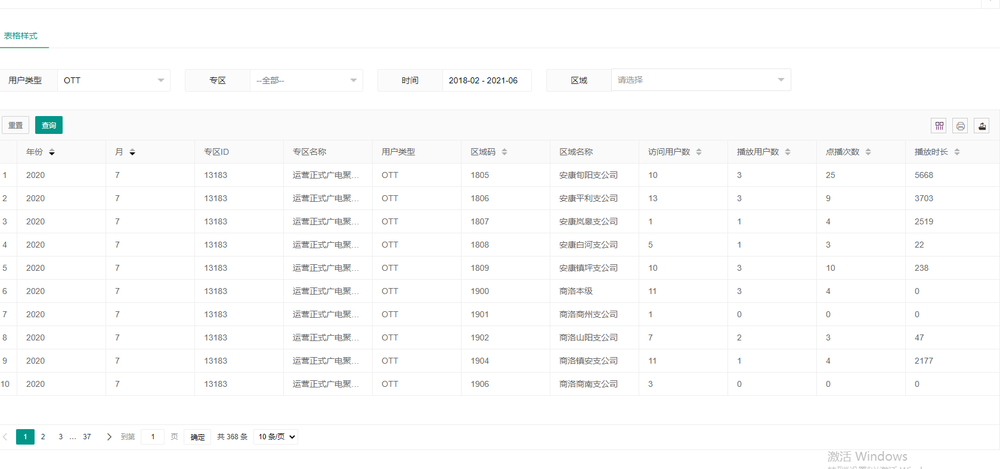 表格样式
用户类型 OTT 专区 --全部-- 时间 2018-02 - 2021-06 区域 请选择
重置 查询
年份 月 专区ID 专区名称 用户类型 区域码 区域名称 访问用户数 播放用户数 点播次数 播放时长
1 2020 7 13183 运营正式广电聚... OTT 1805 安康旬阳支公司 10 3 25 5668
2 2020 7 13183 运营正式广电聚... OTT 1806 安康平利支公司 13 3 9 3703
3 2020 7 13183 运营正式广电聚... OTT 1807 安康岚皋支公司 1 1 4 2519
4 2020 7 13183 运营正式广电聚... OTT 1808 安康白河支公司 5 1 3 22
5 2020 7 13183 运营正式广电聚... OTT 1809 安康镇坪支公司 10 3 10 238
6 2020 7 13183 运营正式广电聚... OTT 1900 商洛本级 11 3 4 0
7 2020 7 13183 运营正式广电聚... OTT 1901 商洛商州支公司 1 0 0 0
8 2020 7 13183 运营正式广电聚... OTT 1902 商洛山阳支公司 7 2 3 47
9 2020 7 13183 运营正式广电聚... OTT 1904 商洛镇安支公司 11 1 4 2177
10 2020 7 13183 运营正式广电聚... OTT 1906 商洛商南支公司 3 0 0 0
1 2 3 ... 37 到第 1 页 确定 共 368 条 10 条/页
激活 Windows